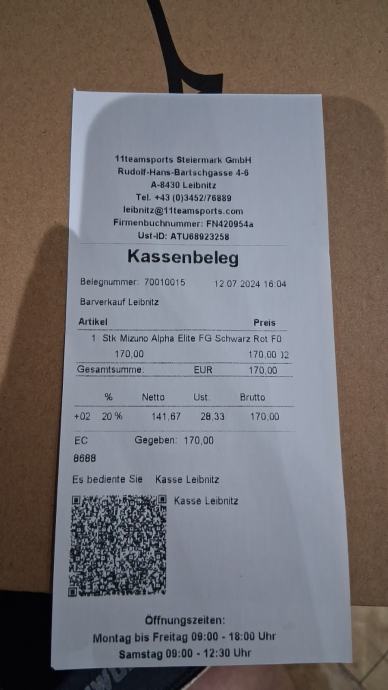 11teamsports Steiermark GmbH
Rudolf-Hans-Bartschgasse 4-6
A-8430 Leibnitz
Tel. +43 (0)3452/76889
leibnitz@11teamsports.com
Firmenbuchnummer: FN420954a
Ust-ID: ATU68923258
Kassenbeleg
Belegnummer: 70010015 12.07.2024 16:04
Barverkauf Leibnitz
Artikel Preis
1 Stk Mizuno Alpha Elite FG Schwarz Rot F0
170,00 170,00 )2
Gesamtsumme: EUR 170,00
% Netto Ust. Brutto
+02 20 % 141,67 28,33 170,00
EC Gegeben: 170,00
8688
Es bediente Sie Kasse Leibnitz
Kasse Leibnitz
Öffnungszeiten:
Montag bis Freitag 09:00 - 18:00 Uhr
Samstag 09:00 - 12:30 Uhr